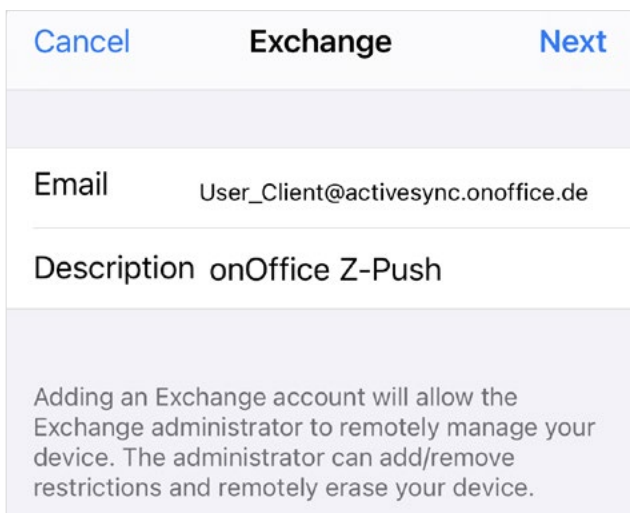 Cancel Exchange Next
Email User_Client@activesync.onoffice.de
Description onOffice Z-Push
Adding an Exchange account will allow the
Exchange administrator to remotely manage your
device. The administrator can add/remove
restrictions and remotely erase your device.